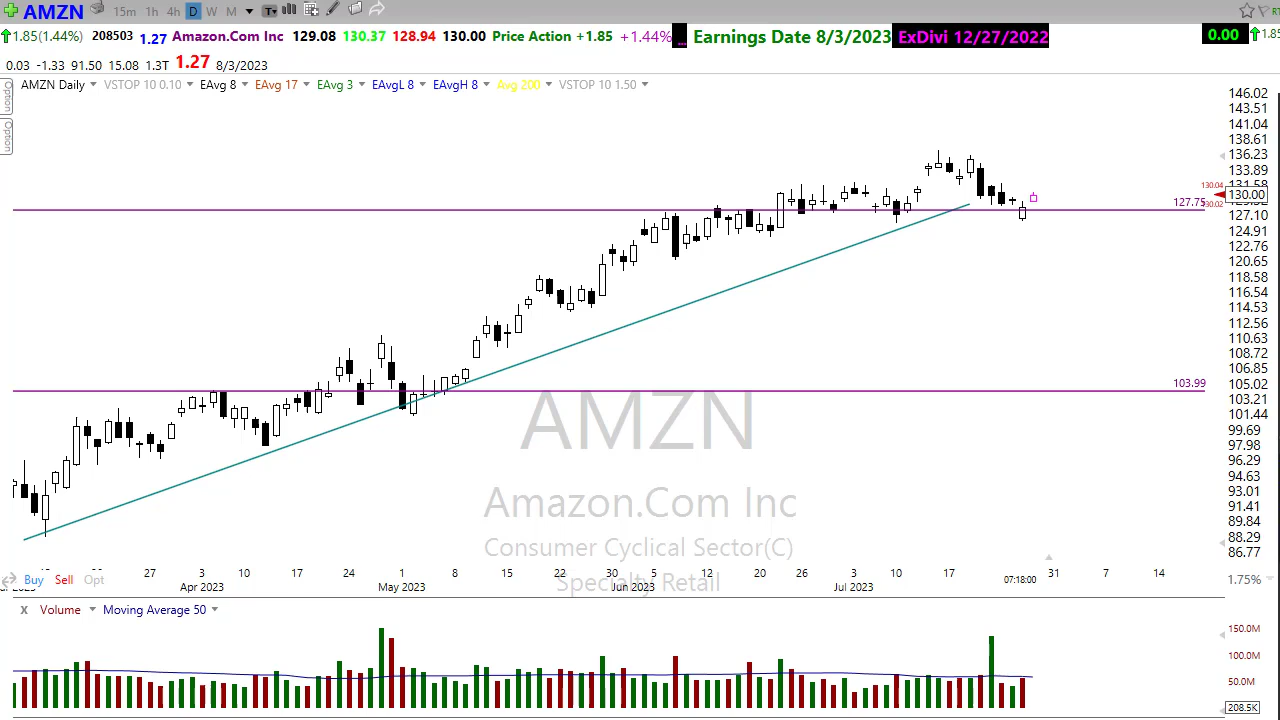 AMZN 15m 1h 4h D W M T
1.85(1.44%) 208503 1.27 Amazon.Com Inc 129.08 130.37 128.94 130.00 Price Action +1.85 +1.44% ... Earnings Date 8/3/2023 ExDivi 12/27/2022 0.00 1.85
0.03 -1.33 91.50 15.08 1.3T 1.27 8/3/2023
Option
Option
AMZN Daily VSTOP 10 0.10 EAvg 8 EAvg 17 EAvg 3 EAvgL 8 EAvgH 8 Avg 200 VSTOP 10 1.50
146.02
143.51
141.04
138.61
136.23
133.89
131.58
130.04
130.00
127.75
130.02
127.10
124.91
122.76
120.65
118.58
116.54
114.53
112.56
110.63
108.72
106.85
105.02
103.99
103.21
101.44
99.69
97.98
96.29
94.63
93.01
91.41
89.84
88.29
86.77
AMZN
Amazon.Com Inc
Consumer Cyclical Sector(C)
Specialty Retail
27 3 10 17 24 1 8 15 22 30 5 12 20 26 3 10 17 31 7 14
Buy Sell Opt 07:18:00 1.75%
Apr 2023 May 2023 Jun 2023 Jul 2023
X Volume Moving Average 50
150.0M
100.0M
50.0M
208.5K